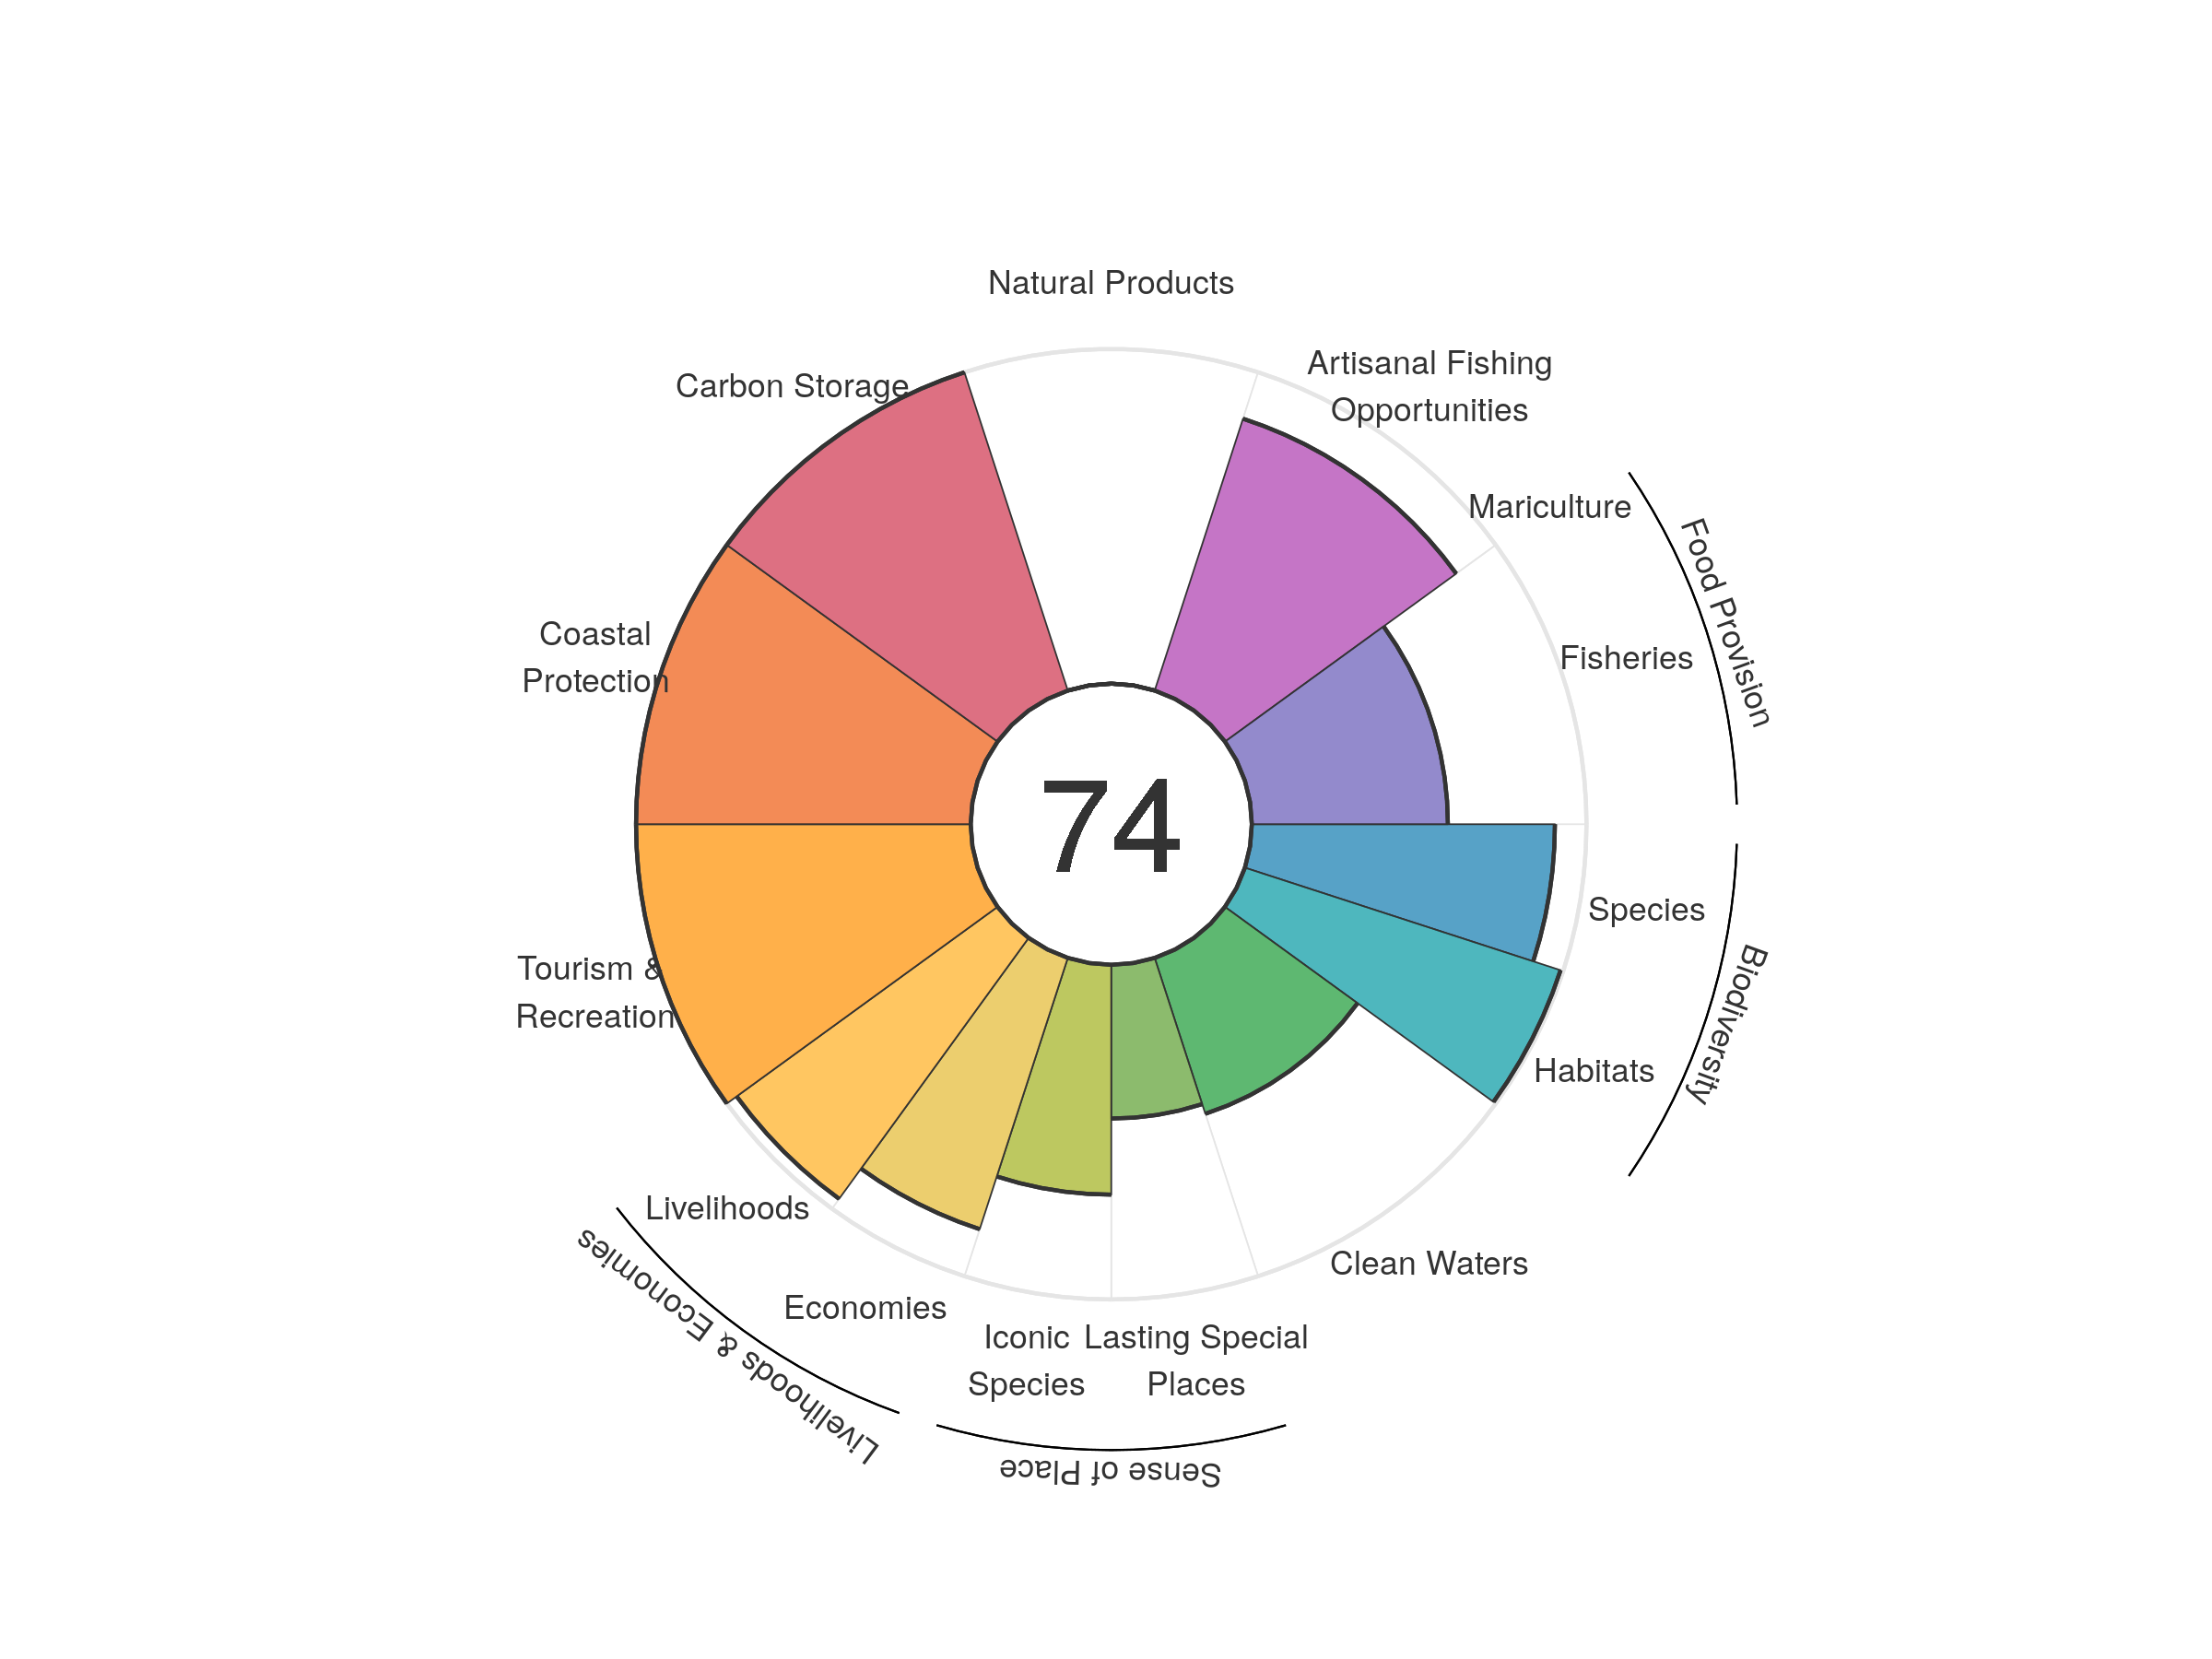 Natural Products
Artisanal Fishing
Opportunities
Carbon Storage
Mariculture
Food Provision
Fisheries
Coastal
Protection
74
Species
Biodiversity
Tourism &
Recreation
Habitats
Livelihoods
Livelihoods & Economies
Clean Waters
Economies
Iconic
Species
Lasting Special
Places
Sense of Place